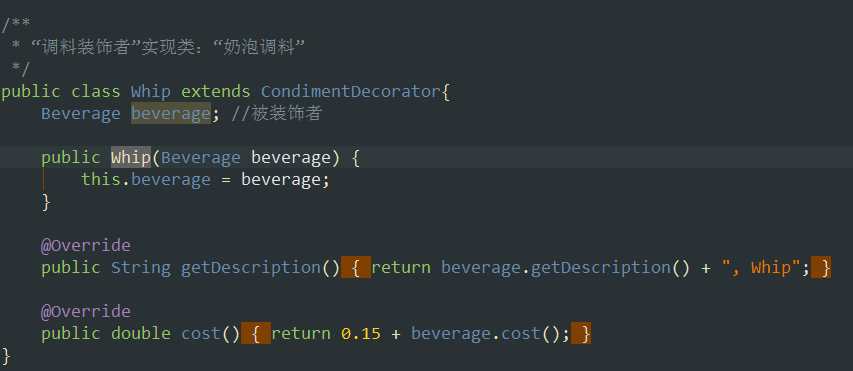 /**
 * “调料装饰者”实现类：“奶泡调料”
 */
public class Whip extends CondimentDecorator{
    Beverage beverage; //被装饰者
    public Whip(Beverage beverage) {
        this.beverage = beverage;
    }
    @Override
    public String getDescription() { return beverage.getDescription() + ", Whip"; }
    @Override
    public double cost() { return 0.15 + beverage.cost(); }
}